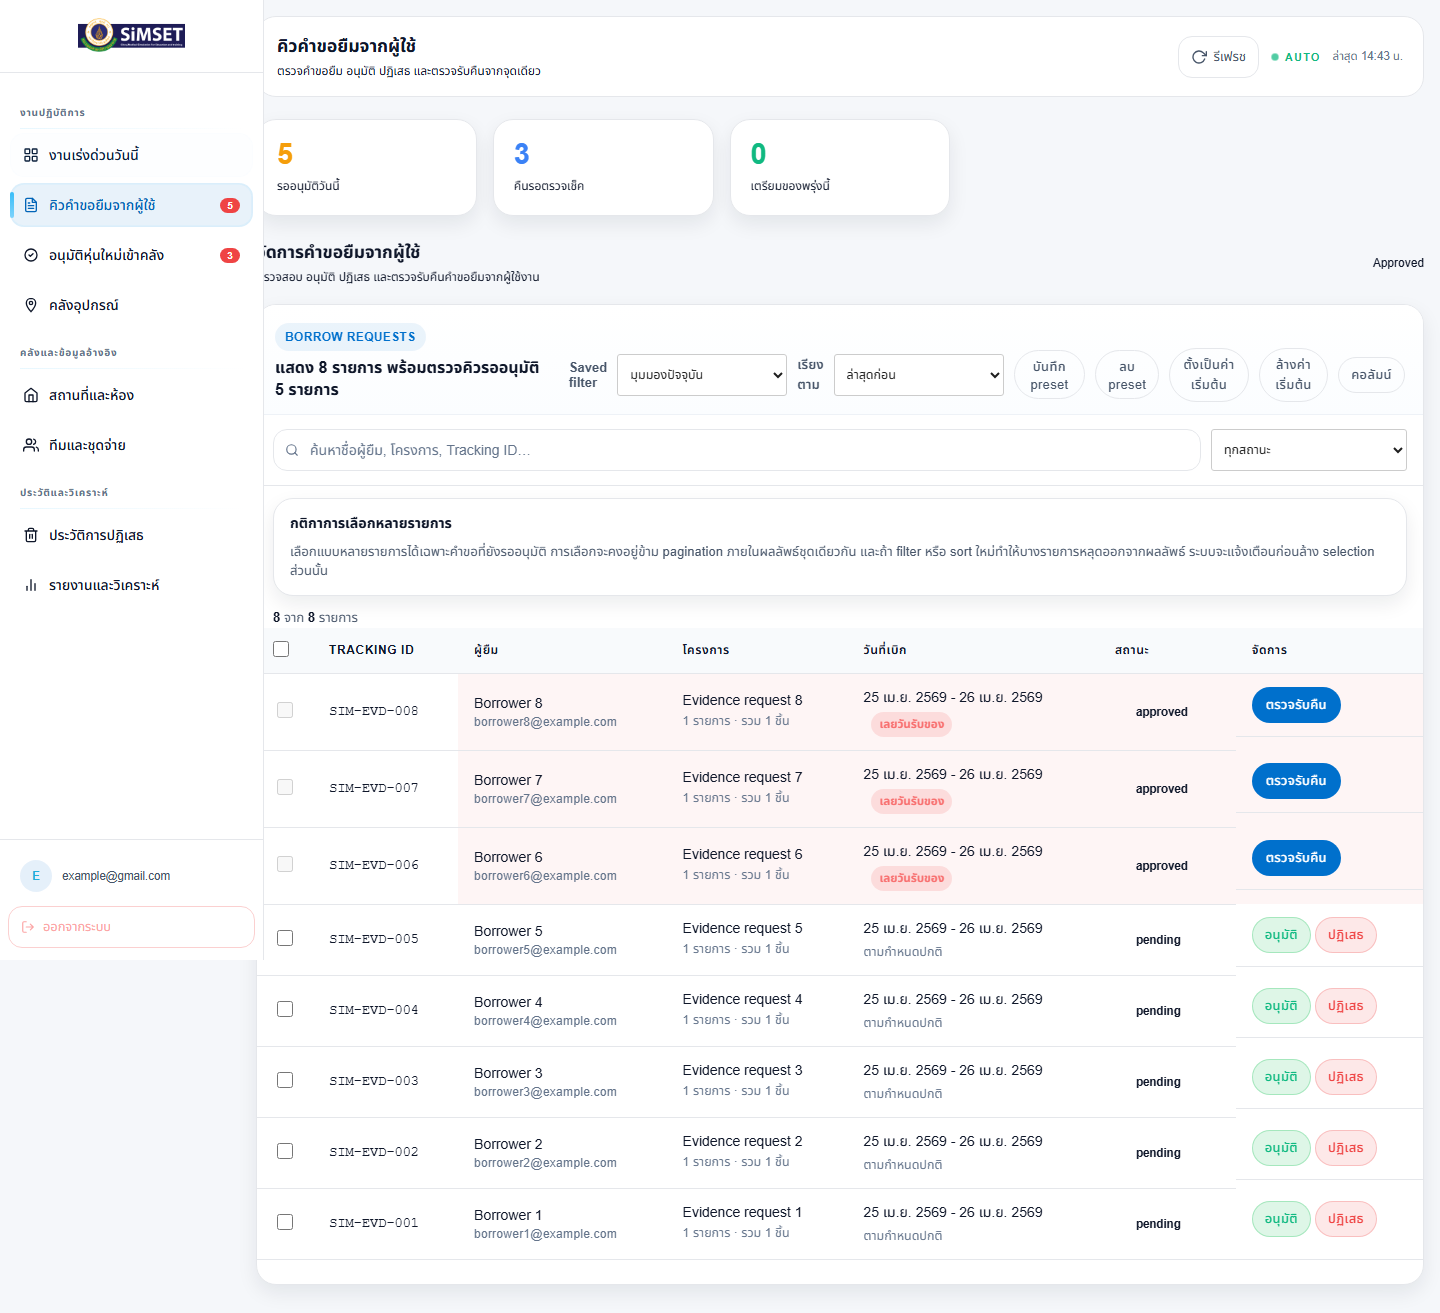 SiMSET
งานปฏิบัติการ
งานเร่งด่วนวันนี้
คิวคำขอยืมจากผู้ใช้ 5
อนุมัติหุ่นใหม่เข้าคลัง 3
คลังอุปกรณ์
คลังและข้อมูลอ้างอิง
สถานที่และห้อง
ทีมและชุดจ่าย
ประวัติและวิเคราะห์
ประวัติการปฏิเสธ
รายงานและวิเคราะห์
E example@gmail.com
ออกจากระบบ
คิวคำขอยืมจากผู้ใช้
ตรวจคำขอยืม อนุมัติ ปฏิเสธ และตรวจรับคืนจากจุดเดียว
รีเฟรช AUTO ล่าสุด 14:43 น.
5 3 0
รออนุมัติวันนี้ คืนรอตรวจเช็ค เตรียมของพรุ่งนี้
จัดการคำขอยืมจากผู้ใช้
ตรวจสอบ อนุมัติ ปฏิเสธ และตรวจรับคืนคำขอยืมจากผู้ใช้งาน
Approved
BORROW REQUESTS
แสดง 8 รายการ พร้อมตรวจคิวรออนุมัติ
5 รายการ
Saved
filter
มุมมองปัจจุบัน
เรียง
ตาม
ล่าสุดก่อน
บันทึก
preset
ลบ
preset
ตั้งเป็นค่า
เริ่มต้น
ล้างค่า
เริ่มต้น
คอลัมน์
ค้นหาชื่อผู้ยืม, โครงการ, Tracking ID... ทุกสถานะ
กติกาการเลือกหลายรายการ
เลือกแบบหลายรายการได้เฉพาะคำขอที่ยังรออนุมัติ การเลือกจะคงอยู่ข้าม pagination ภายในผลลัพธ์ชุดเดียวกัน และถ้า filter หรือ sort ใหม่ทำให้บางรายการหลุดออกจากผลลัพธ์ ระบบจะแจ้งเตือนก่อนล้าง selection
ส่วนนั้น
8 จาก 8 รายการ
TRACKING ID ผู้ยืม โครงการ วันที่เบิก สถานะ จัดการ
SIM-EVD-008 Borrower 8 Evidence request 8 25 เม.ย. 2569 - 26 เม.ย. 2569 approved ตรวจรับคืน
borrower8@example.com 1 รายการ · รวม 1 ชิ้น เลยวันรับของ
SIM-EVD-007 Borrower 7 Evidence request 7 25 เม.ย. 2569 - 26 เม.ย. 2569 approved ตรวจรับคืน
borrower7@example.com 1 รายการ · รวม 1 ชิ้น เลยวันรับของ
SIM-EVD-006 Borrower 6 Evidence request 6 25 เม.ย. 2569 - 26 เม.ย. 2569 approved ตรวจรับคืน
borrower6@example.com 1 รายการ · รวม 1 ชิ้น เลยวันรับของ
SIM-EVD-005 Borrower 5 Evidence request 5 25 เม.ย. 2569 - 26 เม.ย. 2569 pending อนุมัติ ปฏิเสธ
borrower5@example.com 1 รายการ · รวม 1 ชิ้น ตามกำหนดปกติ
SIM-EVD-004 Borrower 4 Evidence request 4 25 เม.ย. 2569 - 26 เม.ย. 2569 pending อนุมัติ ปฏิเสธ
borrower4@example.com 1 รายการ · รวม 1 ชิ้น ตามกำหนดปกติ
SIM-EVD-003 Borrower 3 Evidence request 3 25 เม.ย. 2569 - 26 เม.ย. 2569 pending อนุมัติ ปฏิเสธ
borrower3@example.com 1 รายการ · รวม 1 ชิ้น ตามกำหนดปกติ
SIM-EVD-002 Borrower 2 Evidence request 2 25 เม.ย. 2569 - 26 เม.ย. 2569 pending อนุมัติ ปฏิเสธ
borrower2@example.com 1 รายการ · รวม 1 ชิ้น ตามกำหนดปกติ
SIM-EVD-001 Borrower 1 Evidence request 1 25 เม.ย. 2569 - 26 เม.ย. 2569 pending อนุมัติ ปฏิเสธ
borrower1@example.com 1 รายการ · รวม 1 ชิ้น ตามกำหนดปกติ